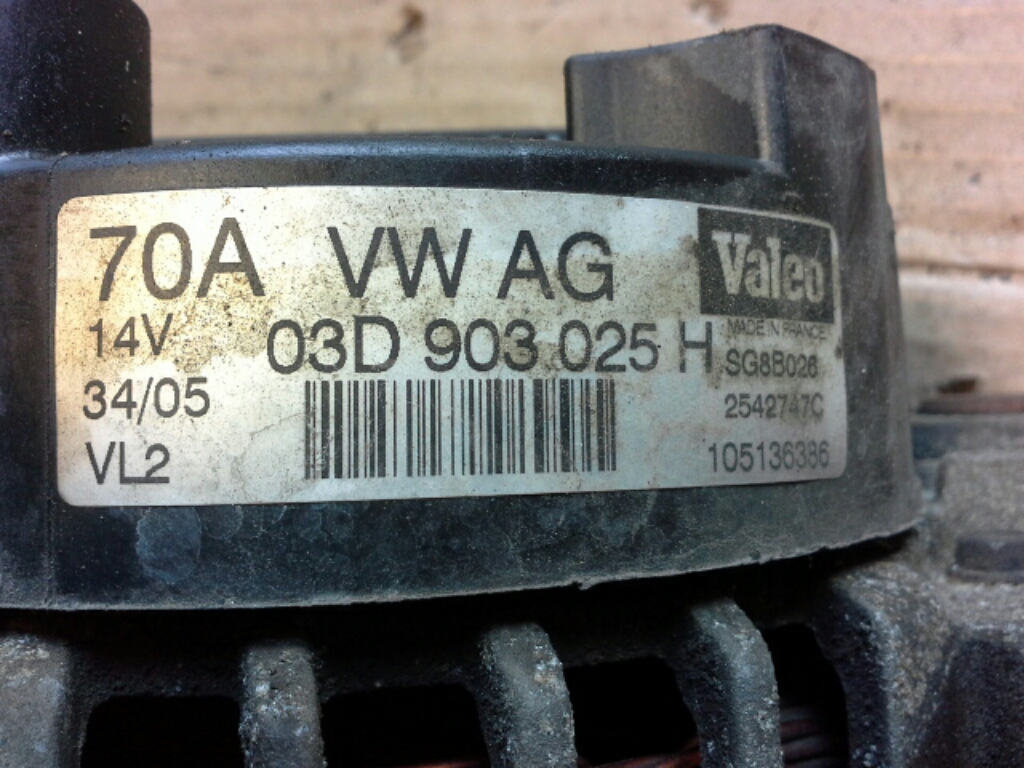 70A VW AG
14V
03D 903 025 H
34/05
VL2
Valeo
MADE IN FRANCE
SG8B026
2542747C
105136386